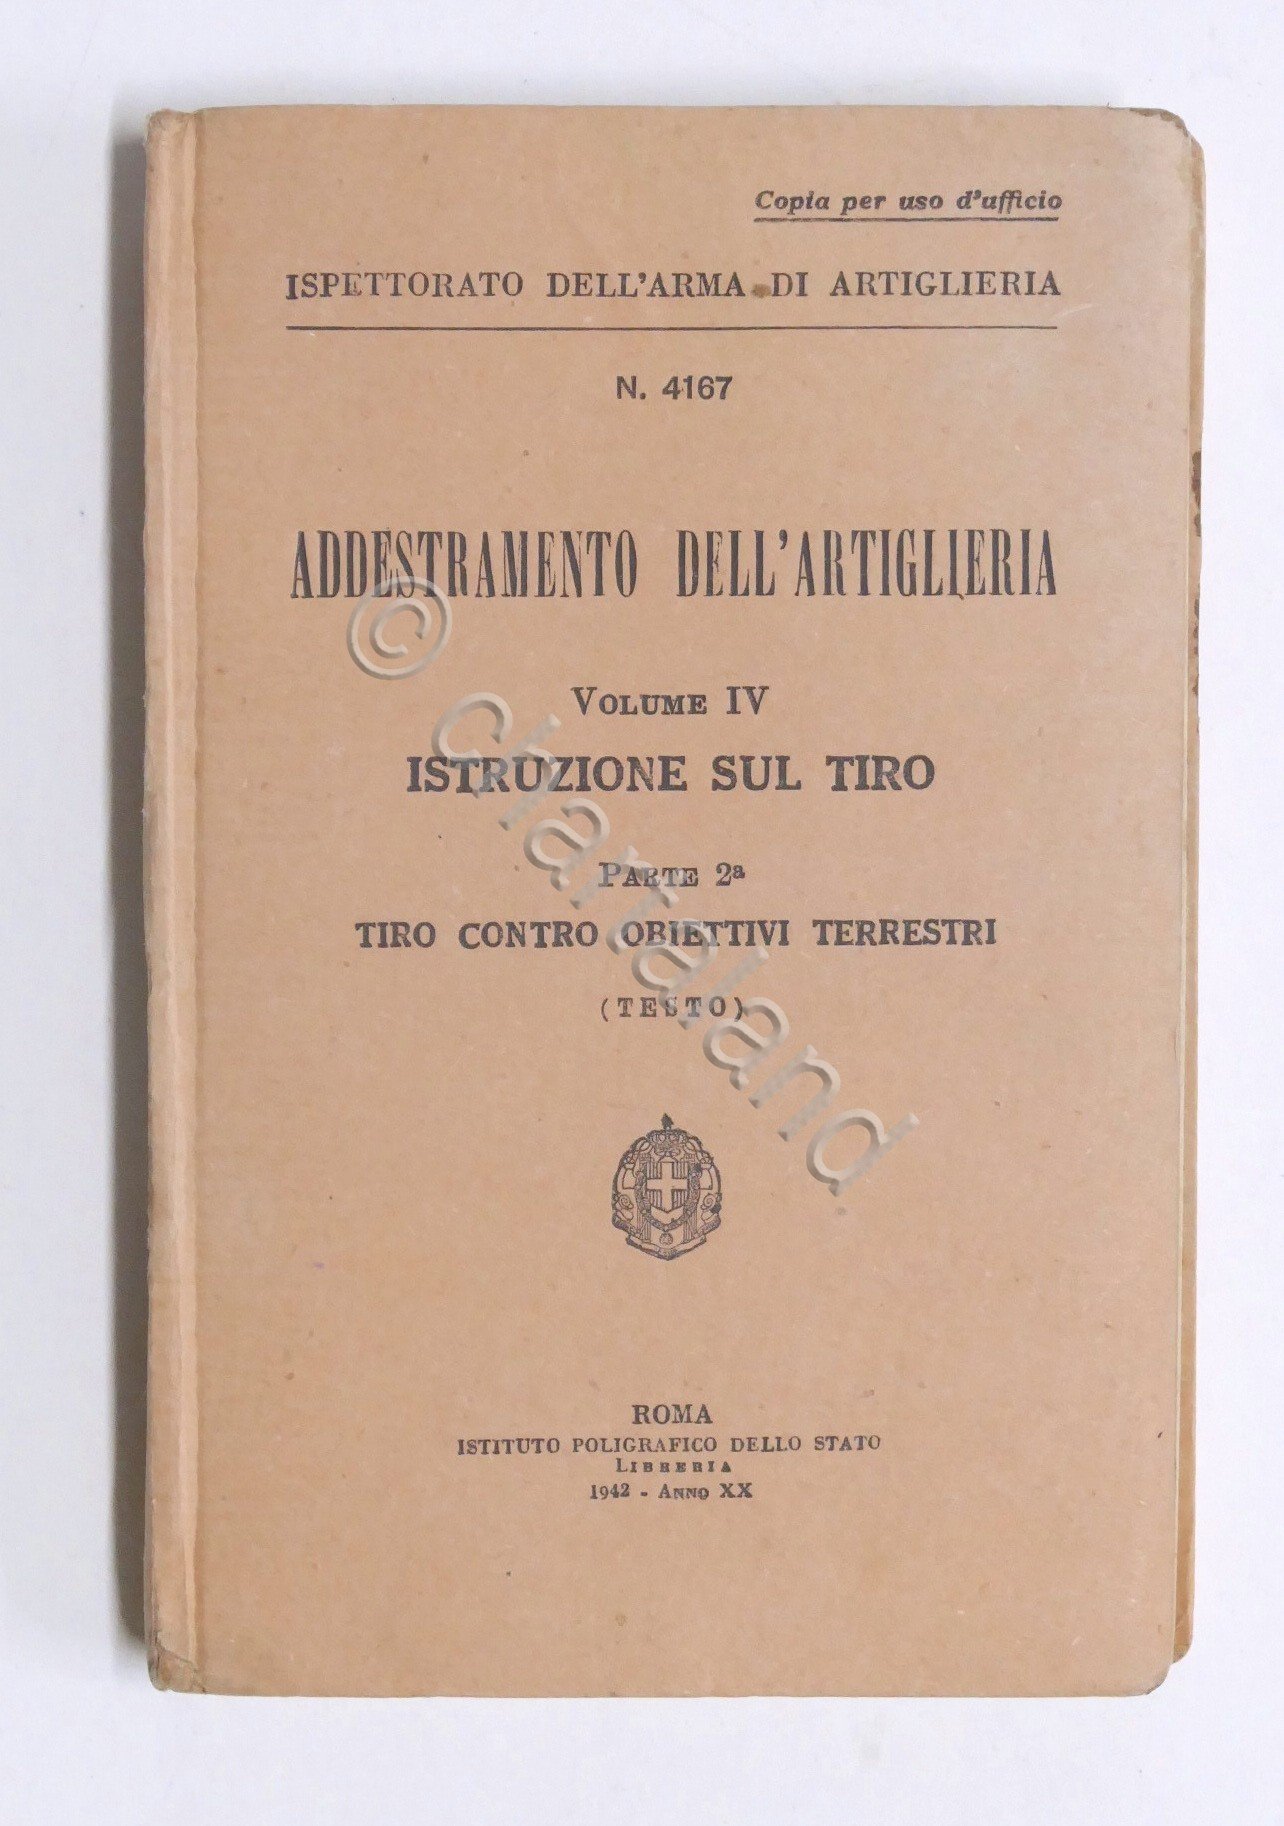 Copia per uso d'ufficio
ISPETTORATO DELL'ARMA DI ARTIGLIERIA
N. 4167
ADDESTRAMENTO DELL'ARTIGLIERIA
VOLUME IV
ISTRUZIONE SUL TIRO
PARTE 2ª
TIRO CONTRO OBIETTIVI TERRESTRI
(TESTO)
© Chartaland
ROMA
ISTITUTO POLIGRAFICO DELLO STATO
LIBRERIA
1942 - ANNO XX